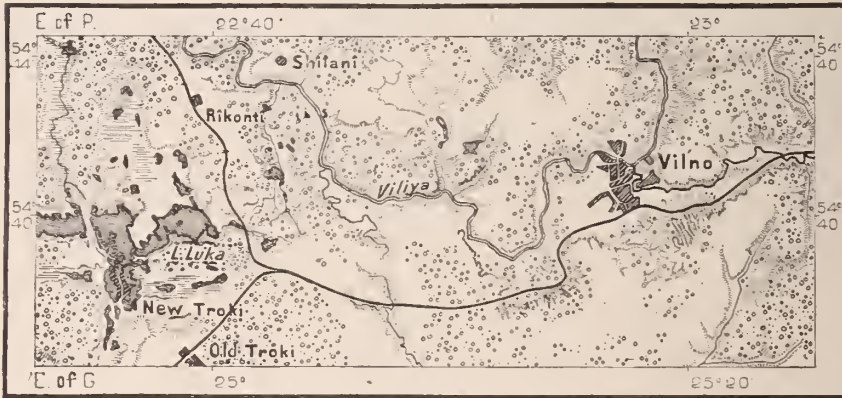 E of P. 22°40 23°
54°
44'
54
40
Shilani
Rikonti
Vilno
Viliya
54°
40
54°
40
L. Luka
New Troki
Old Troki
E. of G 25° 25°20